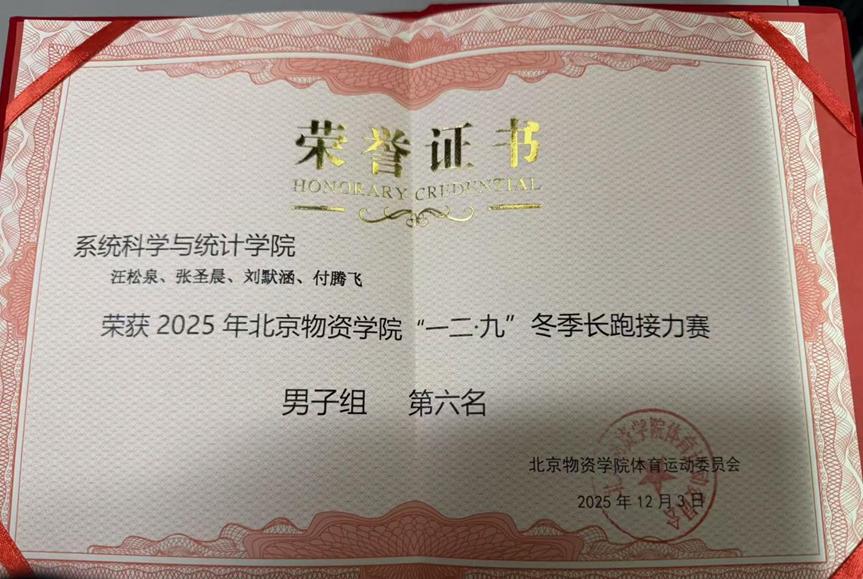 荣誉证书
HONORARY CREDENTIAL
系统科学与统计学院
汪松泉、张圣晨、刘默涵、付腾飞
荣获 2025 年北京物资学院“一二·九”冬季长跑接力赛
男子组 第六名
北京物资学院体育运动委员会
2025 年 12 月 3 日